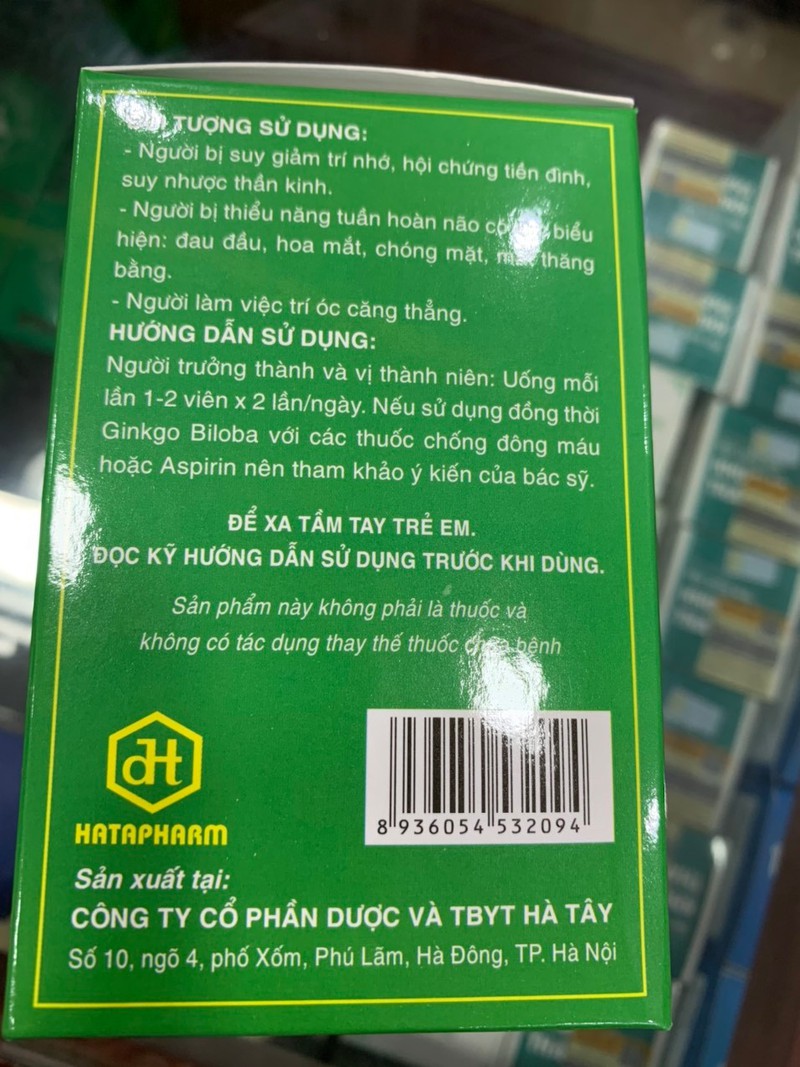 TƯỢNG SỬ DỤNG:
- Người bị suy giảm trí nhớ, hội chứng tiền đình,
suy nhược thần kinh.
- Người bị thiểu năng tuần hoàn não có biểu
hiện: đau đầu, hoa mắt, chóng mặt, mất thăng
bằng.
- Người làm việc trí óc căng thẳng.
HƯỚNG DẪN SỬ DỤNG:
Người trưởng thành và vị thành niên: Uống mỗi
lần 1-2 viên x 2 lần/ngày. Nếu sử dụng đồng thời
Ginkgo Biloba với các thuốc chống đông máu
hoặc Aspirin nên tham khảo ý kiến của bác sỹ.
ĐỂ XA TẦM TAY TRẺ EM.
ĐỌC KỸ HƯỚNG DẪN SỬ DỤNG TRƯỚC KHI DÙNG.
Sản phẩm này không phải là thuốc và
không có tác dụng thay thế thuốc chữa bệnh
dHt
HATAPHARM
8 936054 532094
Sản xuất tại:
CÔNG TY CỔ PHẦN DƯỢC VÀ TBYT HÀ TÂY
Số 10, ngõ 4, phố Xốm, Phú Lãm, Hà Đông, TP. Hà Nội